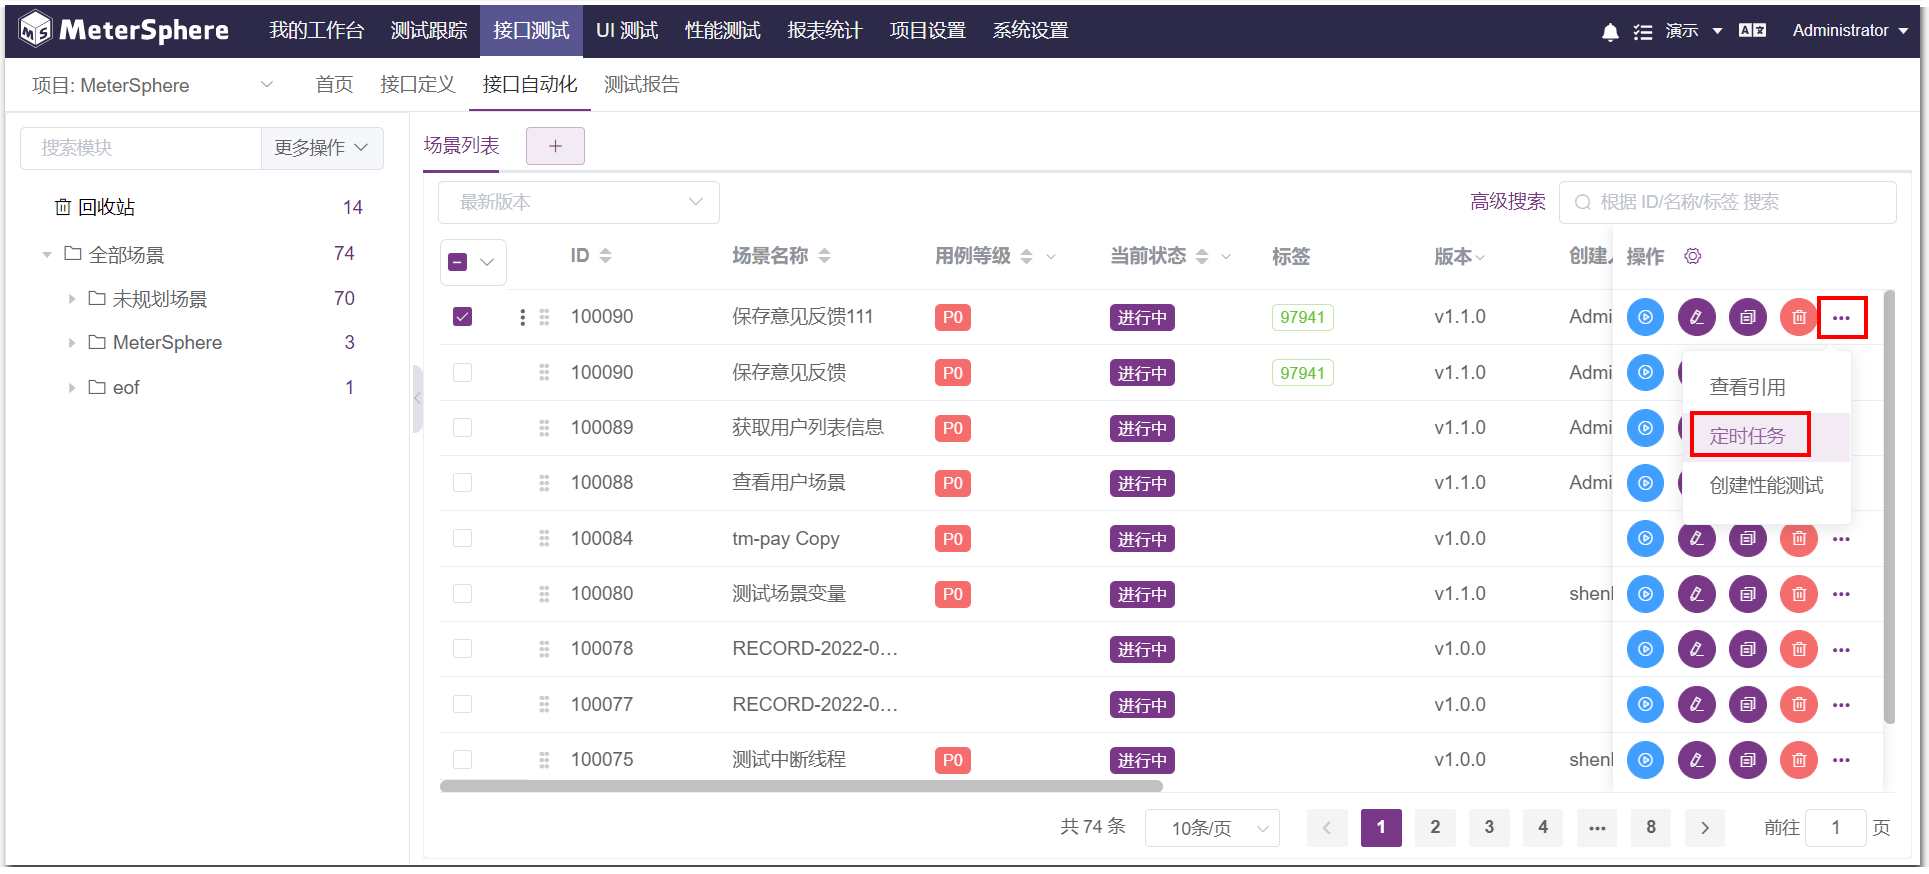 MeterSphere 我的工作台 测试跟踪 接口测试 UI 测试 性能测试 报表统计 项目设置 系统设置 演示 Administrator
项目: MeterSphere 首页 接口定义 接口自动化 测试报告
搜索模块 更多操作
回收站 14
全部场景 74
未规划场景 70
MeterSphere 3
eof 1
场景列表 +
最新版本 高级搜索 根据 ID/名称/标签 搜索
ID 场景名称 用例等级 当前状态 标签 版本 创建 操作
100090 保存意见反馈111 P0 进行中 97941 v1.1.0 Admi
100090 保存意见反馈 P0 进行中 97941 v1.1.0 Admi
100089 获取用户列表信息 P0 进行中 v1.1.0 Admi
100088 查看用户场景 P0 进行中 v1.1.0 Admi
100084 tm-pay Copy P0 进行中 v1.0.0
100080 测试场景变量 P0 进行中 v1.1.0 shenl
100078 RECORD-2022-0... 进行中 v1.0.0
100077 RECORD-2022-0... 进行中 v1.0.0
100075 测试中断线程 P0 进行中 v1.0.0 shenl
查看引用
定时任务
创建性能测试
共 74 条 10条/页 1 2 3 4 ... 8 前往 1 页